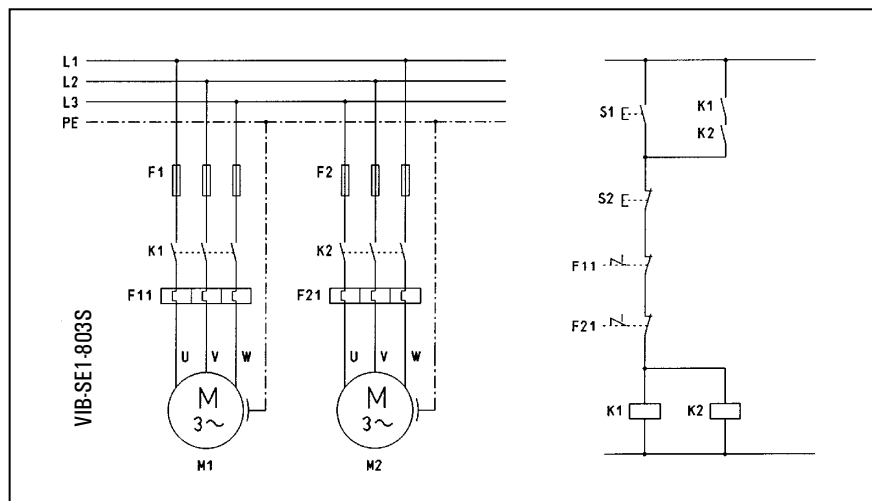 L1
L2
L3
PE
F1
F2
K1
K2
F11
F21
U V W
U V W
M
3~
M
3~
M1
M2
VIB-SE1-803S
S1
K1
K2
S2
F11
F21
K1
K2